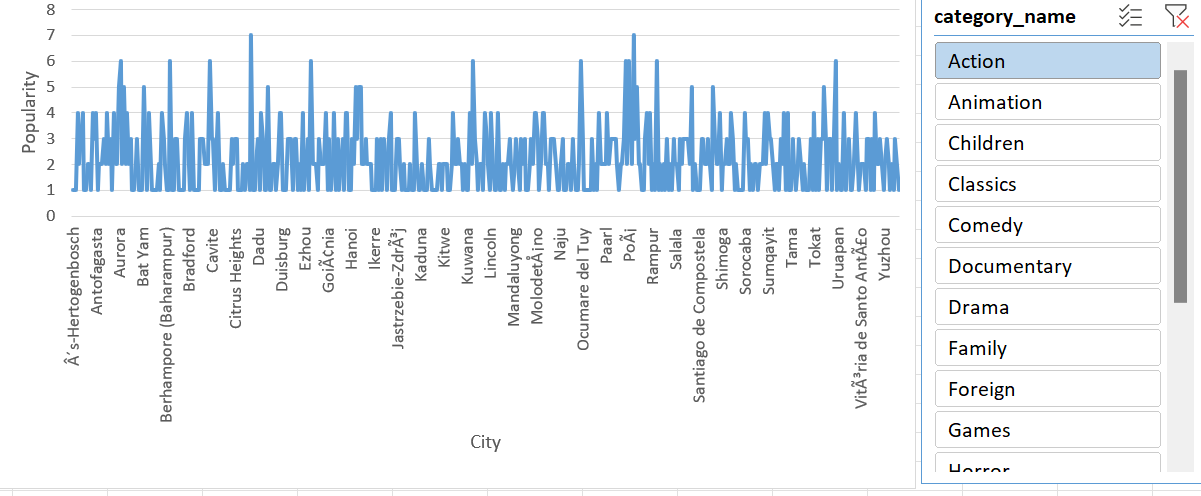 8
7
6
5
4
3
2
1
0
Popularity
Â´s-Hertogenbosch
Antofagasta
Aurora
Bat Yam
Berhampore (Baharampur)
Bradford
Cavite
Citrus Heights
Dadu
Duisburg
Ezhou
GoiÃ¢nia
Hanoi
Ikerre
Jastrzebie-ZdrÃ³j
Kaduna
Kitwe
Kuwana
Lincoln
Mandaluyong
MolodetÅ¡no
Naju
Ocumare del Tuy
Paarl
PoÃ¡
Rampur
Salala
Santiago de Compostela
Shimoga
Sorocaba
Sumqayit
Tama
Tokat
Uruapan
VitÃ³ria de Santo AntÃ£o
Yuzhou
City
category_name
Action
Animation
Children
Classics
Comedy
Documentary
Drama
Family
Foreign
Games
Horror